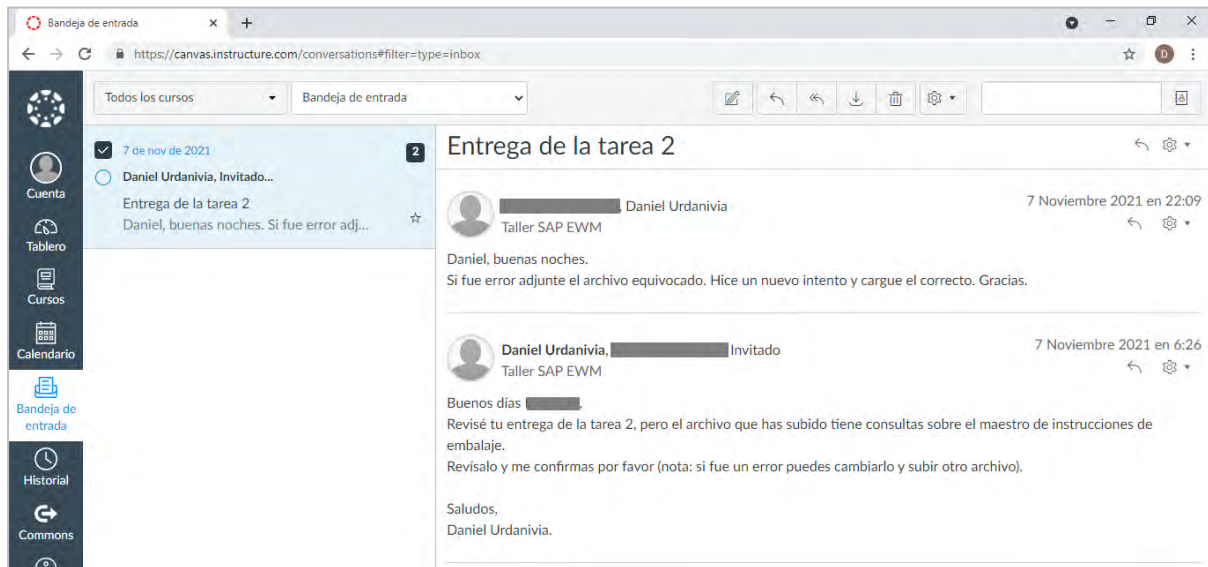 Bandeja de entrada
https://canvas.instructure.com/conversations#filter=type=inbox
D
Todos los cursos
Bandeja de entrada
Cuenta
Tablero
Cursos
Calendario
Bandeja de
entrada
Historial
Commons
7 de nov de 2021
2
Daniel Urdanivia, Invitado...
Entrega de la tarea 2
Daniel, buenas noches. Si fue error adj...
Entrega de la tarea 2
, Daniel Urdanivia
7 Noviembre 2021 en 22:09
Taller SAP EWM
Daniel, buenas noches.
Si fue error adjunte el archivo equivocado. Hice un nuevo intento y cargue el correcto. Gracias.
Daniel Urdanivia, Invitado
7 Noviembre 2021 en 6:26
Taller SAP EWM
Buenos días ,
Revisé tu entrega de la tarea 2, pero el archivo que has subido tiene consultas sobre el maestro de instrucciones de
embalaje.
Revísalo y me confirmas por favor (nota: si fue un error puedes cambiarlo y subir otro archivo).
Saludos,
Daniel Urdanivia.